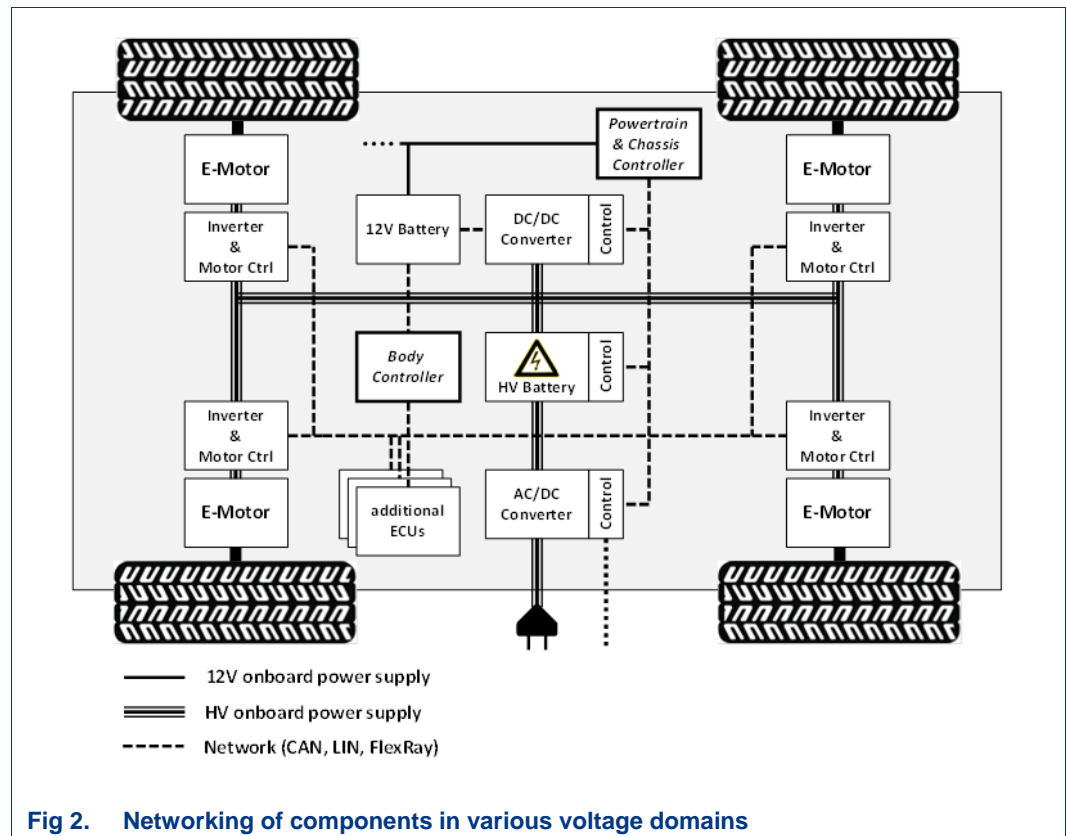 Powertrain
& Chassis
Controller
E-Motor
E-Motor
Inverter
&
Motor Ctrl
12V Battery
DC/DC
Converter
Control
Inverter
&
Motor Ctrl
Body
Controller
HV Battery
Control
Inverter
&
Motor Ctrl
Inverter
&
Motor Ctrl
E-Motor
additional
ECUs
AC/DC
Converter
Control
E-Motor
12V onboard power supply
HV onboard power supply
Network (CAN, LIN, FlexRay)
Fig 2. Networking of components in various voltage domains